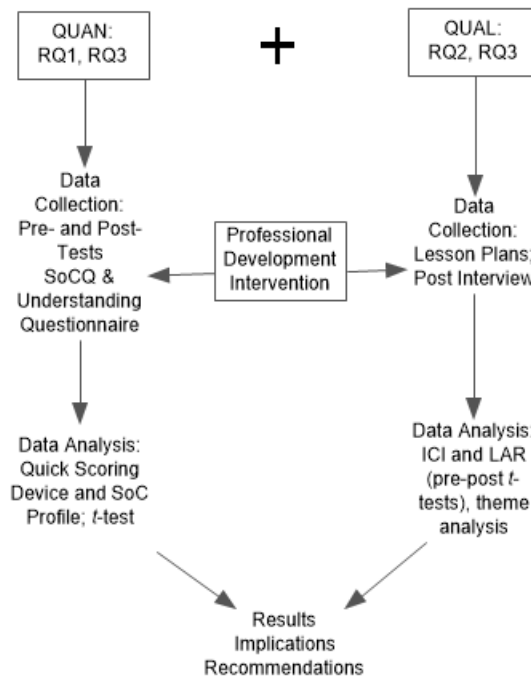 QUAN:
RQ1, RQ3
+
QUAL:
RQ2, RQ3
Data
Collection:
Pre- and Post-
Tests
SoCQ &
Understanding
Questionnaire
Professional
Development
Intervention
Data
Collection:
Lesson Plans;
Post Interview
Data Analysis:
Quick Scoring
Device and SoC
Profile; t-test
Data Analysis:
ICI and LAR
(pre-post t-
tests), theme
analysis
Results
Implications
Recommendations